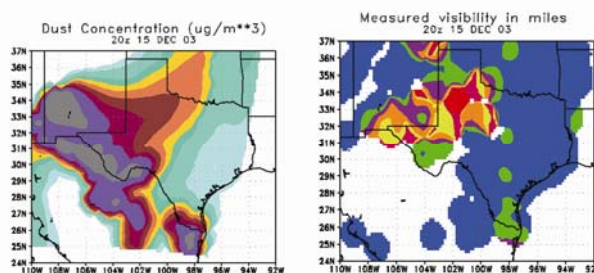 Dust Concentration (ug/m**3)
20z 15 DEC 03
37N
36N
35N
34N
33N
32N
31N
30N
29N
28N
27N
26N
25N
24N
110W 108W 106W 104W 102W 100W 98W 96W 94W 92W
Measured visibility in miles
20z 15 DEC 03
37N
36N
35N
34N
33N
32N
31N
30N
29N
28N
27N
26N
25N
24N
110W 108W 106W 104W 102W 100W 98W 96W 94W 92W